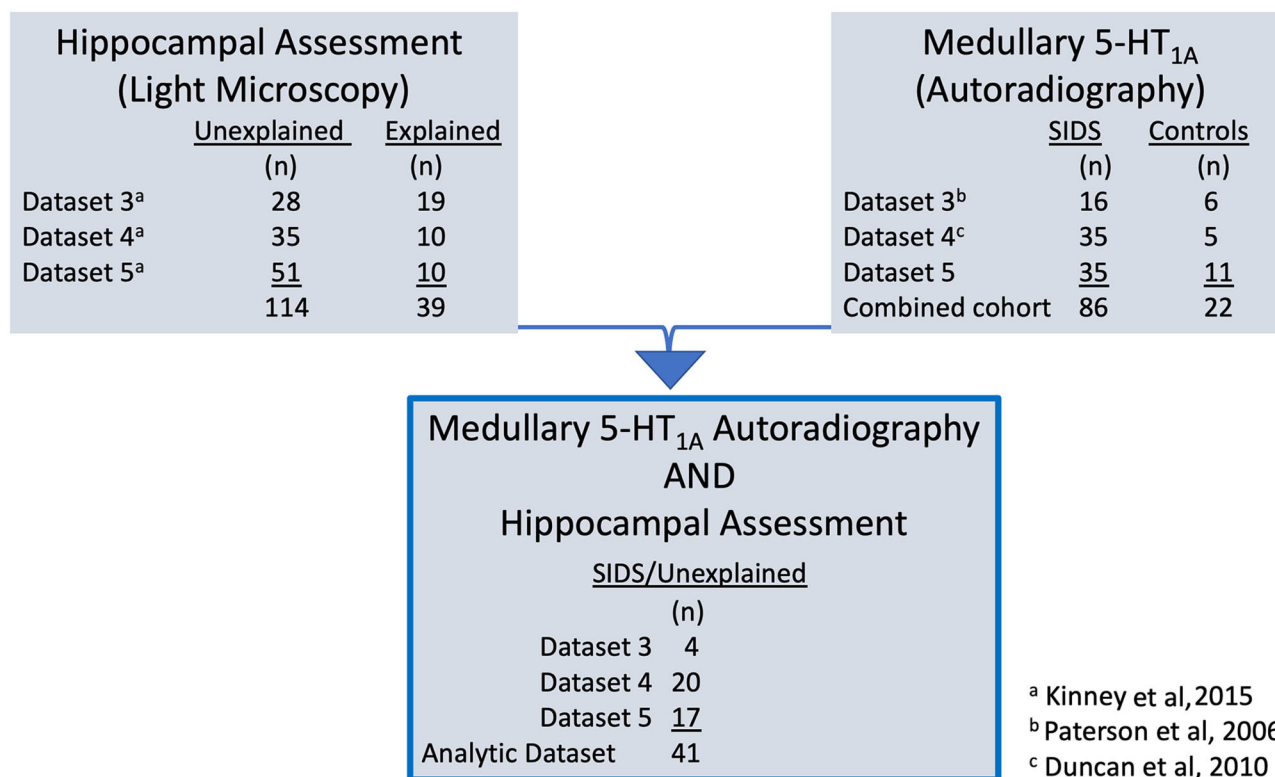 Hippocampal Assessment
(Light Microscopy)
Unexplained Explained
(n) (n)
Dataset 3ᵃ 28 19
Dataset 4ᵃ 35 10
Dataset 5ᵃ 51 10
114 39
Medullary 5-HT₁A
(Autoradiography)
SIDS Controls
(n) (n)
Dataset 3ᵇ 16 6
Dataset 4ᶜ 35 5
Dataset 5 35 11
Combined cohort 86 22
Medullary 5-HT₁A Autoradiography
AND
Hippocampal Assessment
SIDS/Unexplained
(n)
Dataset 3 4
Dataset 4 20
Dataset 5 17
Analytic Dataset 41
ᵃ Kinney et al, 2015
ᵇ Paterson et al, 2006
ᶜ Duncan et al, 2010